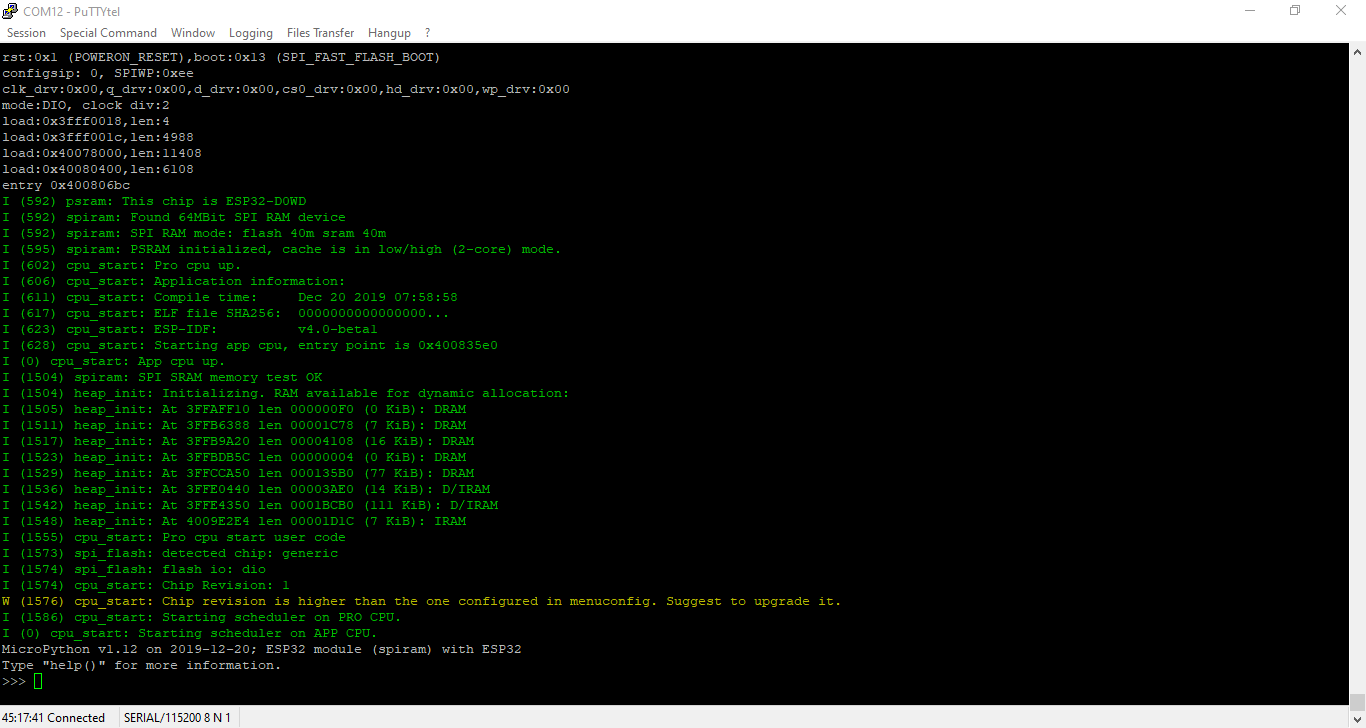 COM12 - PuTTYtel
Session Special Command Window Logging Files Transfer Hangup ?
rst:0x1 (POWERON_RESET),boot:0x13 (SPI_FAST_FLASH_BOOT)
configsip: 0, SPIWP:0xee
clk_drv:0x00,q_drv:0x00,d_drv:0x00,cs0_drv:0x00,hd_drv:0x00,wp_drv:0x00
mode:DIO, clock div:2
load:0x3fff0018,len:4
load:0x3fff001c,len:4988
load:0x40078000,len:11408
load:0x40080400,len:6108
entry 0x400806bc
I (592) psram: This chip is ESP32-D0WD
I (592) spiram: Found 64MBit SPI RAM device
I (592) spiram: SPI RAM mode: flash 40m sram 40m
I (595) spiram: PSRAM initialized, cache is in low/high (2-core) mode.
I (602) cpu_start: Pro cpu up.
I (606) cpu_start: Application information:
I (611) cpu_start: Compile time:     Dec 20 2019 07:58:58
I (617) cpu_start: ELF file SHA256:  0000000000000000...
I (623) cpu_start: ESP-IDF:          v4.0-beta1
I (628) cpu_start: Starting app cpu, entry point is 0x400835e0
I (0) cpu_start: App cpu up.
I (1504) spiram: SPI SRAM memory test OK
I (1504) heap_init: Initializing. RAM available for dynamic allocation:
I (1505) heap_init: At 3FFAFF10 len 000000F0 (0 KiB): DRAM
I (1511) heap_init: At 3FFB6388 len 00001C78 (7 KiB): DRAM
I (1517) heap_init: At 3FFB9A20 len 00004108 (16 KiB): DRAM
I (1523) heap_init: At 3FFBDB5C len 00000004 (0 KiB): DRAM
I (1529) heap_init: At 3FFCCA50 len 000135B0 (77 KiB): DRAM
I (1536) heap_init: At 3FFE0440 len 00003AE0 (14 KiB): D/IRAM
I (1542) heap_init: At 3FFE4350 len 0001BCB0 (111 KiB): D/IRAM
I (1548) heap_init: At 4009E2E4 len 00001D1C (7 KiB): IRAM
I (1555) cpu_start: Pro cpu start user code
I (1573) spi_flash: detected chip: generic
I (1574) spi_flash: flash io: dio
I (1574) cpu_start: Chip Revision: 1
W (1576) cpu_start: Chip revision is higher than the one configured in menuconfig. Suggest to upgrade it.
I (1586) cpu_start: Starting scheduler on PRO CPU.
I (0) cpu_start: Starting scheduler on APP CPU.
MicroPython v1.12 on 2019-12-20; ESP32 module (spiram) with ESP32
Type "help()" for more information.
>>>
45:17:41 Connected SERIAL/115200 8 N 1